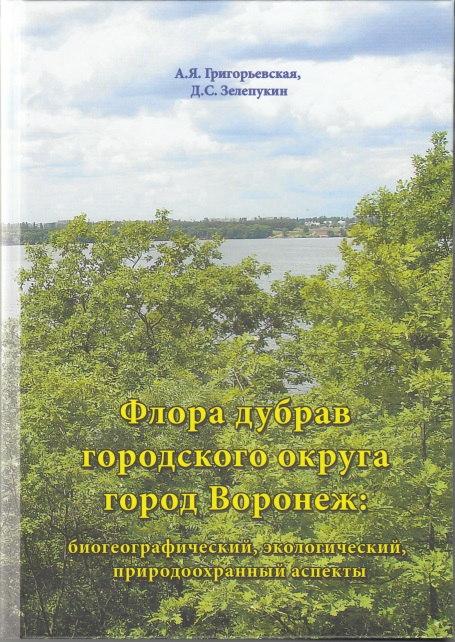 А.Я. Григорьевская,
Д.С. Зелепукин
Флора дубрав
городского округа
город Воронеж:
биогеографический, экологический,
природоохранный аспекты